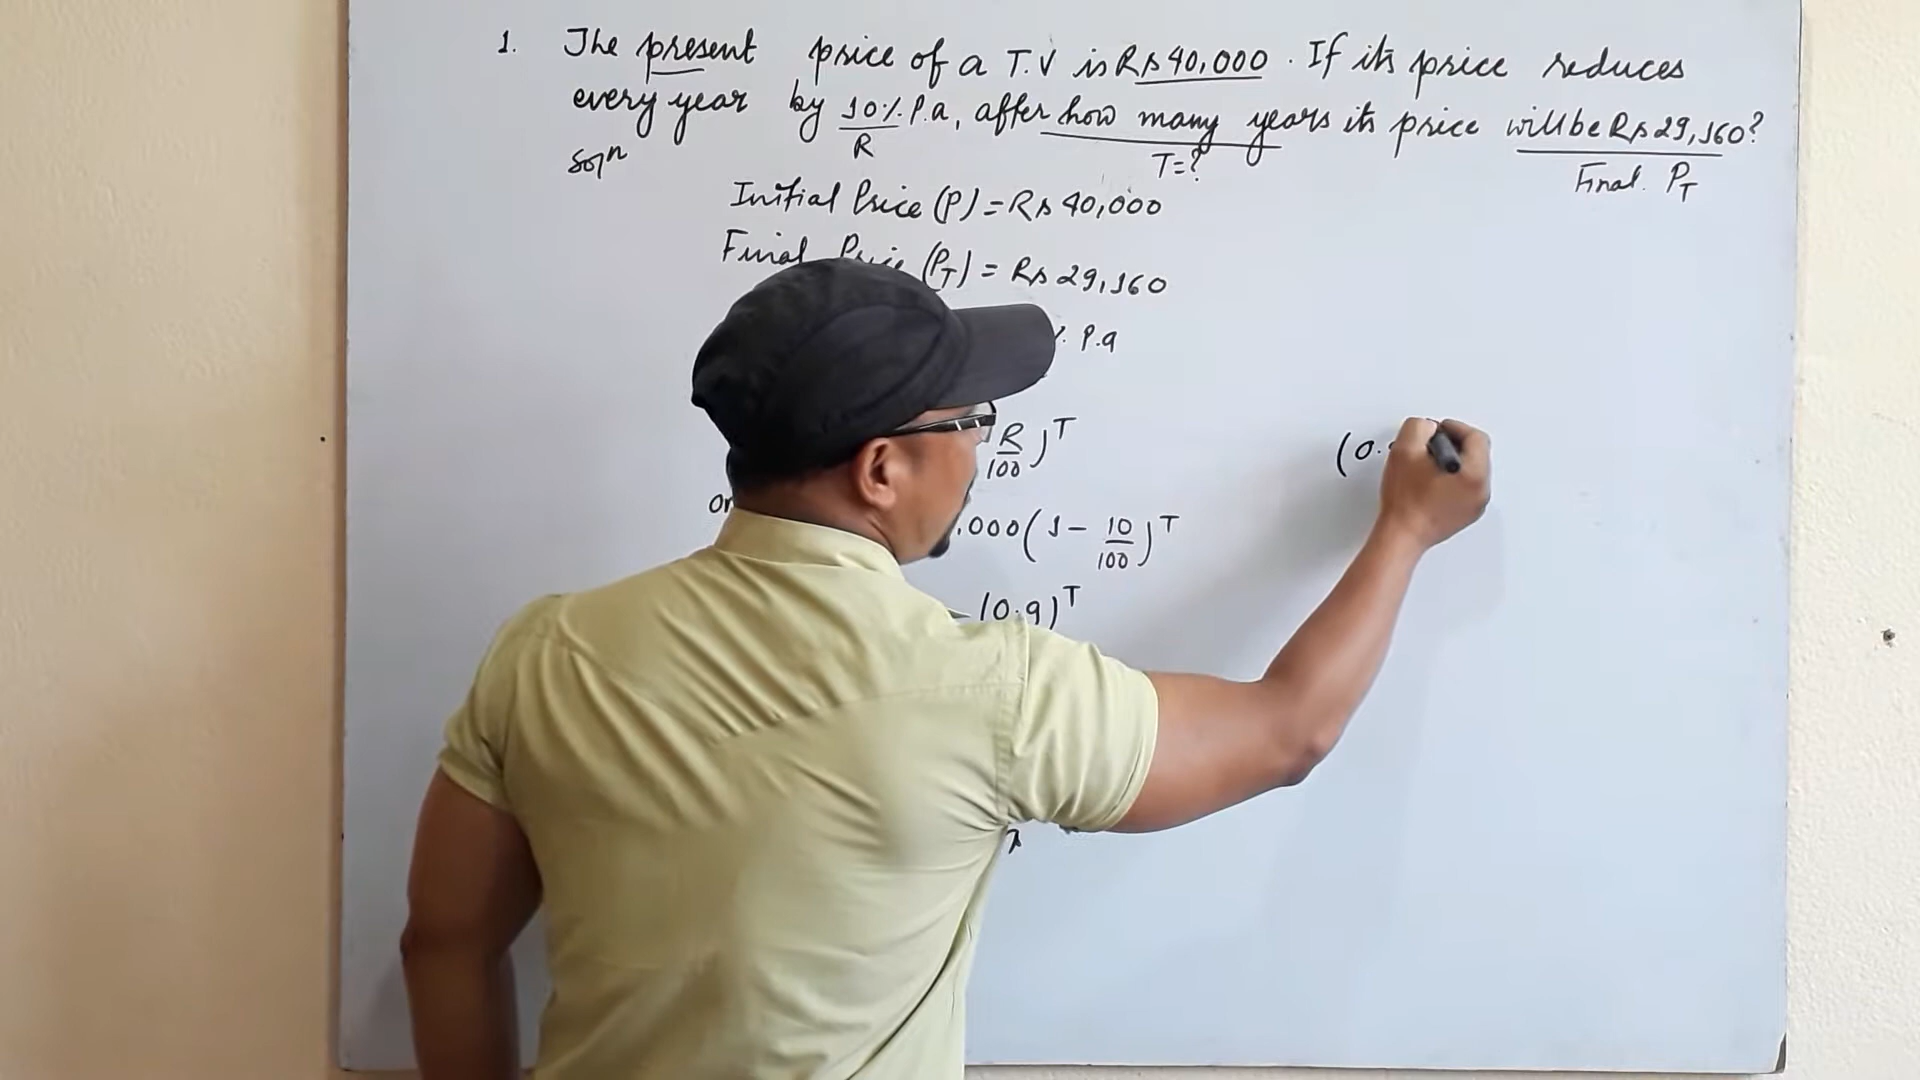 1. The present price of a T.V is Rs 40,000. If its price reduces
every year by 10% P.a, after how many years its price will be Rs 29,160?
R T=? Final. P_T
Solⁿ
Initial Price (P) = Rs 40,000
Final Price (P_T) = Rs 29,160
% P.a
R/100)^T
or
,000(1 - 10/100)^T
(0.9)^T
(0.